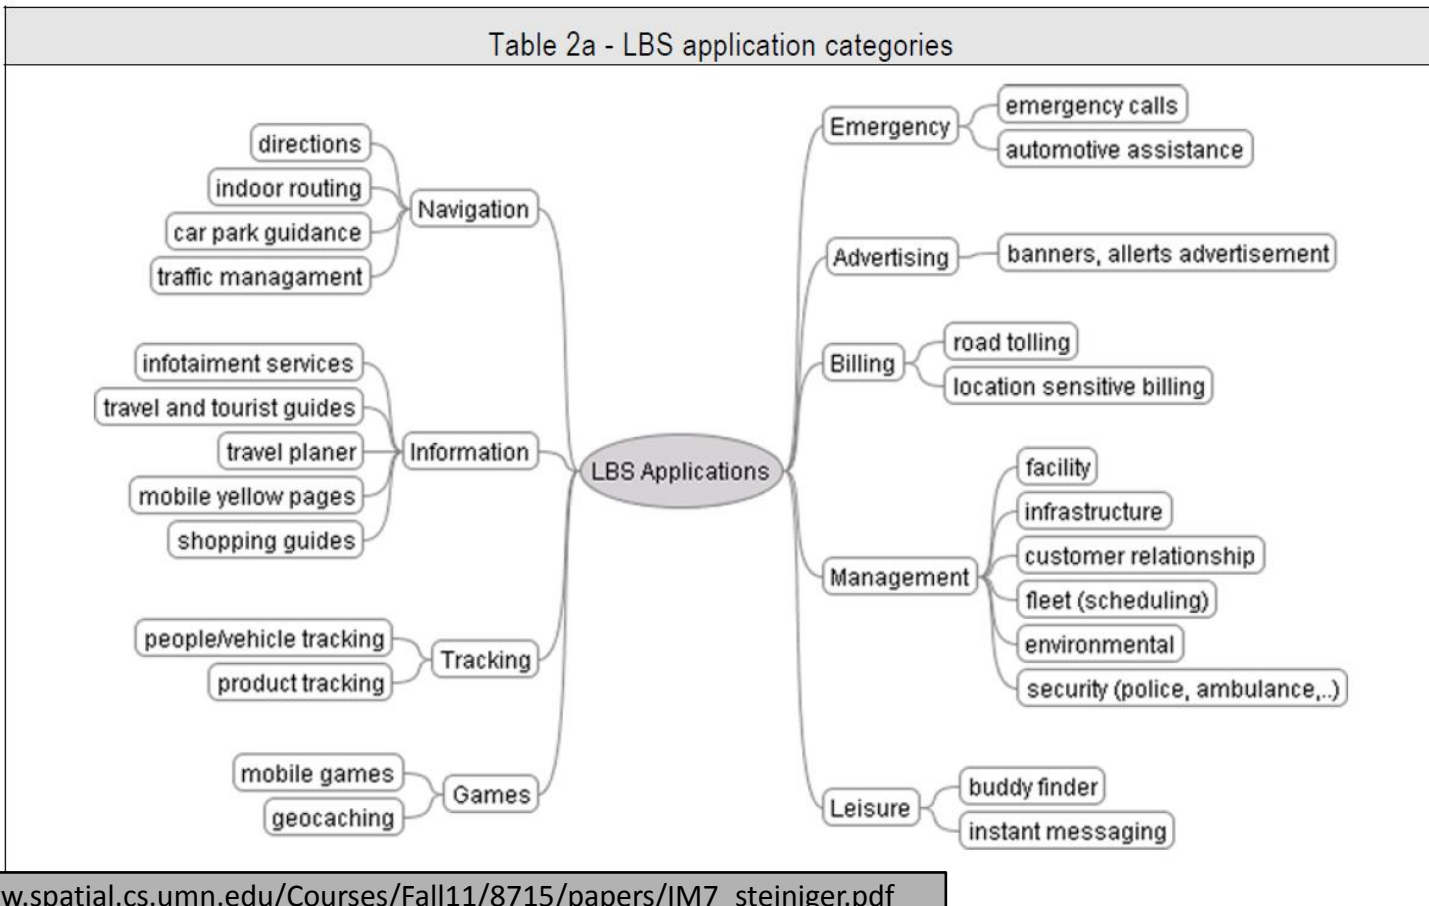 Table 2a - LBS application categories
directions
indoor routing
car park guidance
traffic managament
Navigation
infotaiment services
travel and tourist guides
travel planer
mobile yellow pages
shopping guides
Information
people/vehicle tracking
product tracking
Tracking
mobile games
geocaching
Games
LBS Applications
Emergency
emergency calls
automotive assistance
Advertising
banners, allerts advertisement
Billing
road tolling
location sensitive billing
Management
facility
infrastructure
customer relationship
fleet (scheduling)
environmental
security (police, ambulance,..)
Leisure
buddy finder
instant messaging
w.spatial.cs.umn.edu/Courses/Fall11/8715/papers/IM7_steiniger.pdf